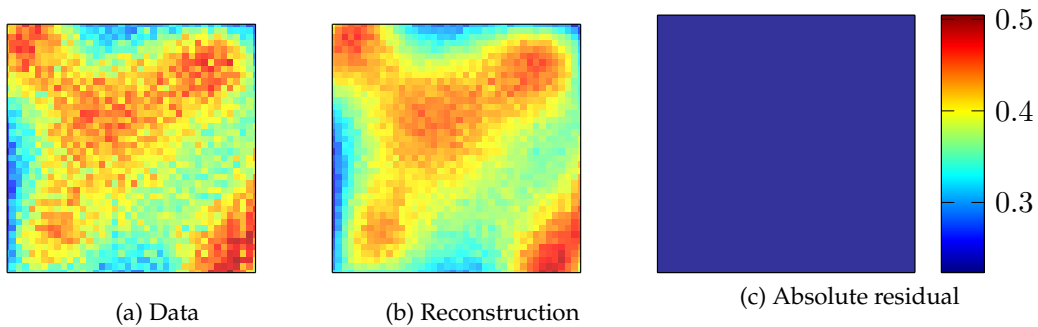 0.5
0.4
0.3
(a) Data
(b) Reconstruction
(c) Absolute residual